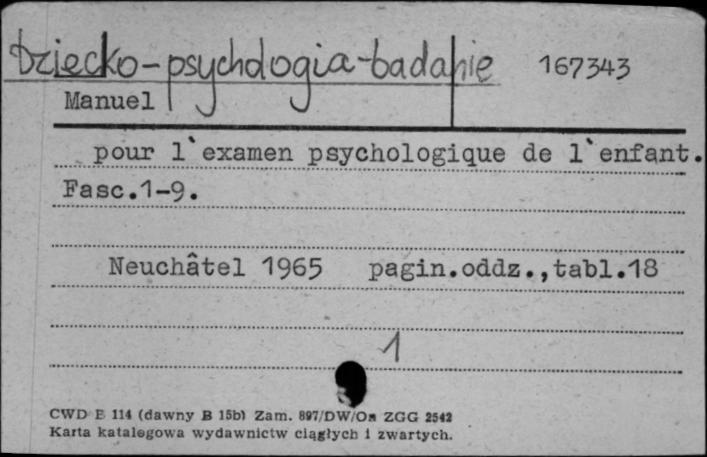 dziecko-psychologia-badanie 167343
Manuel
pour l`examen psychologique de l`enfant.
Fasc.1-9.
Neuchâtel 1965 pagin.oddz.,tabl.18
1
CWD E 114 (dawny B 15b) Zam. 897/DW/Om ZGG 2542
Karta katalogowa wydawnictw ciągłych i zwartych.